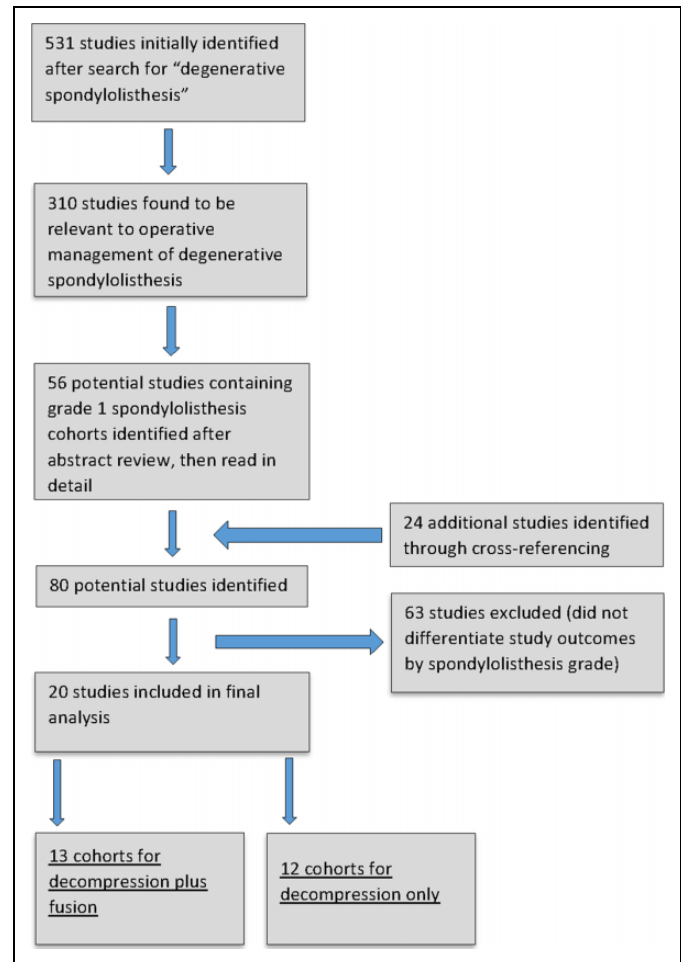 531 studies initially identified
after search for “degenerative
spondylolisthesis”
310 studies found to be
relevant to operative
management of degenerative
spondylolisthesis
56 potential studies containing
grade 1 spondylolisthesis
cohorts identified after
abstract review, then read in
detail
24 additional studies identified
through cross-referencing
80 potential studies identified
63 studies excluded (did not
differentiate study outcomes
by spondylolisthesis grade)
20 studies included in final
analysis
13 cohorts for
decompression plus
fusion
12 cohorts for
decompression only